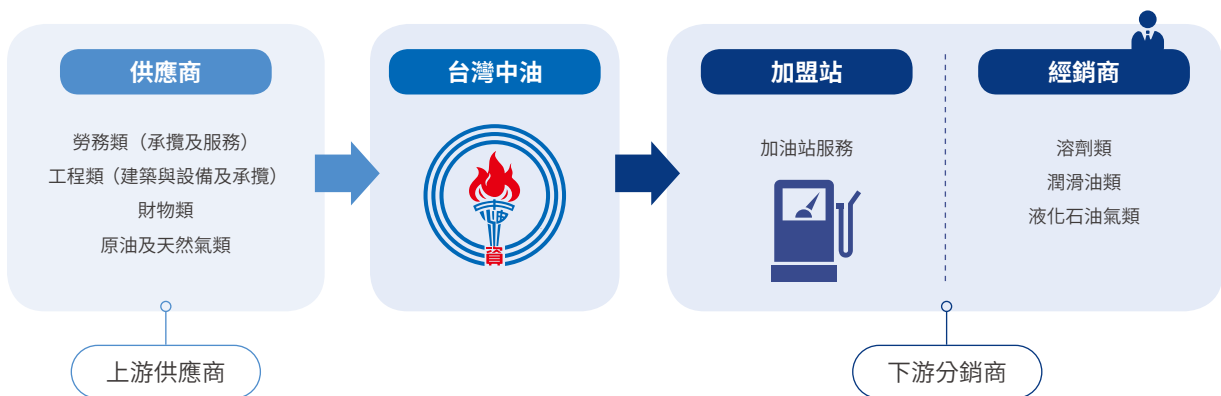 供應商
勞務類（承攬及服務）
工程類（建築與設備及承攬）
財物類
原油及天然氣類
上游供應商
台灣中油
中油
資
加盟站
加油站服務
經銷商
溶劑類
潤滑油類
液化石油氣類
下游分銷商